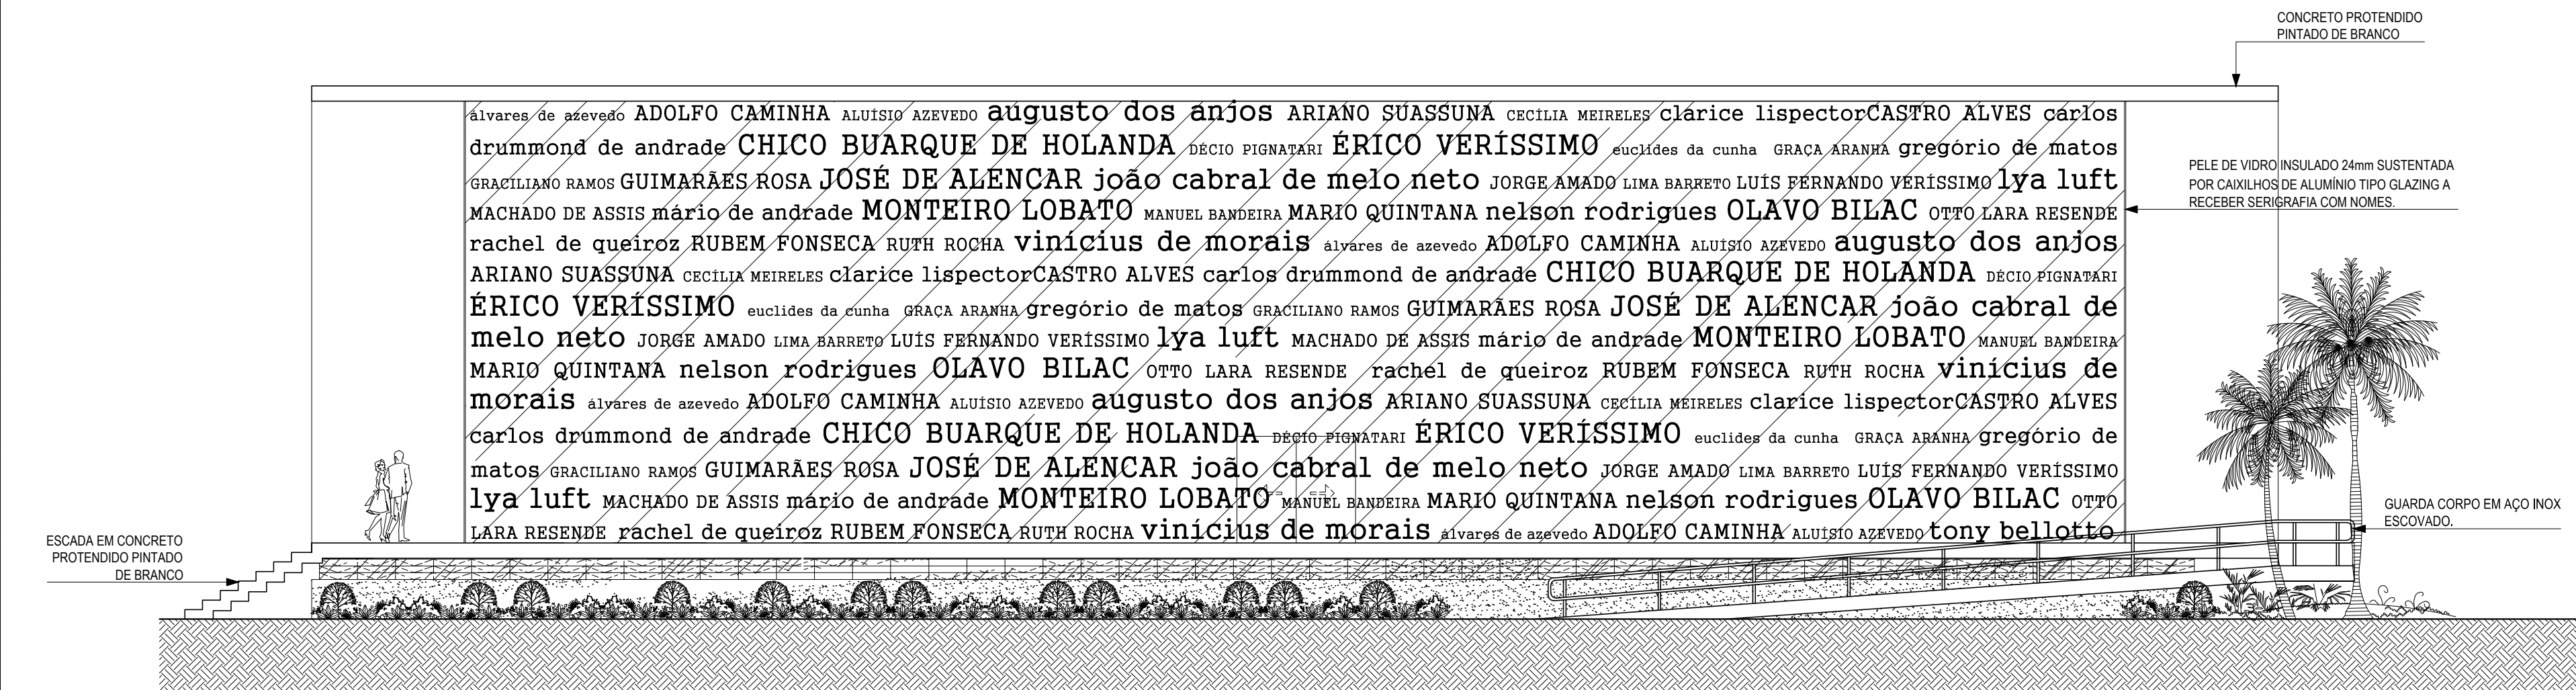 CONCRETO PROTENDIDO
PINTADO DE BRANCO
álvares de azevedo ADOLFO CAMINHA ALUÍSIO AZEVEDO augusto dos anjos ARIANO SUASSUNA CECÍLIA MEIRELES clarice lispectorCASTRO ALVES carlos
drummond de andrade CHICO BUARQUE DE HOLANDA DÉCIO PIGNATARI ÉRICO VERÍSSIMO euclides da cunha GRAÇA ARANHA gregório de matos
GRACILIANO RAMOS GUIMARÃES ROSA JOSÉ DE ALENCAR joão cabral de melo neto JORGE AMADO LIMA BARRETO LUÍS FERNANDO VERÍSSIMO lya luft
MACHADO DE ASSIS mário de andrade MONTEIRO LOBATO MANUEL BANDEIRA MARIO QUINTANA nelson rodrigues OLAVO BILAC OTTO LARA RESENDE
rachel de queiroz RUBEM FONSECA RUTH ROCHA vinícius de morais álvares de azevedo ADOLFO CAMINHA ALUÍSIO AZEVEDO augusto dos anjos
ARIANO SUASSUNA CECÍLIA MEIRELES clarice lispectorCASTRO ALVES carlos drummond de andrade CHICO BUARQUE DE HOLANDA DÉCIO PIGNATARI
ÉRICO VERÍSSIMO euclides da cunha GRAÇA ARANHA gregório de matos GRACILIANO RAMOS GUIMARÃES ROSA JOSÉ DE ALENCAR joão cabral de
melo neto JORGE AMADO LIMA BARRETO LUÍS FERNANDO VERÍSSIMO lya luft MACHADO DE ASSIS mário de andrade MONTEIRO LOBATO MANUEL BANDEIRA
MARIO QUINTANA nelson rodrigues OLAVO BILAC OTTO LARA RESENDE rachel de queiroz RUBEM FONSECA RUTH ROCHA vinícius de
morais álvares de azevedo ADOLFO CAMINHA ALUÍSIO AZEVEDO augusto dos anjos ARIANO SUASSUNA CECÍLIA MEIRELES clarice lispectorCASTRO ALVES
carlos drummond de andrade CHICO BUARQUE DE HOLANDA DÉCIO PIGNATARI ÉRICO VERÍSSIMO euclides da cunha GRAÇA ARANHA gregório de
matos GRACILIANO RAMOS GUIMARÃES ROSA JOSÉ DE ALENCAR joão cabral de melo neto JORGE AMADO LIMA BARRETO LUÍS FERNANDO VERÍSSIMO
lya luft MACHADO DE ASSIS mário de andrade MONTEIRO LOBATO MANUEL BANDEIRA MARIO QUINTANA nelson rodrigues OLAVO BILAC OTTO
LARA RESENDE rachel de queiroz RUBEM FONSECA RUTH ROCHA vinícius de morais álvares de azevedo ADOLFO CAMINHA ALUÍSIO AZEVEDO tony bellotto
PELE DE VIDRO INSULADO 24mm SUSTENTADA
POR CAIXILHOS DE ALUMÍNIO TIPO GLAZING A
RECEBER SERIGRAFIA COM NOMES.
GUARDA CORPO EM AÇO INOX
ESCOVADO.
ESCADA EM CONCRETO
PROTENDIDO PINTADO
DE BRANCO